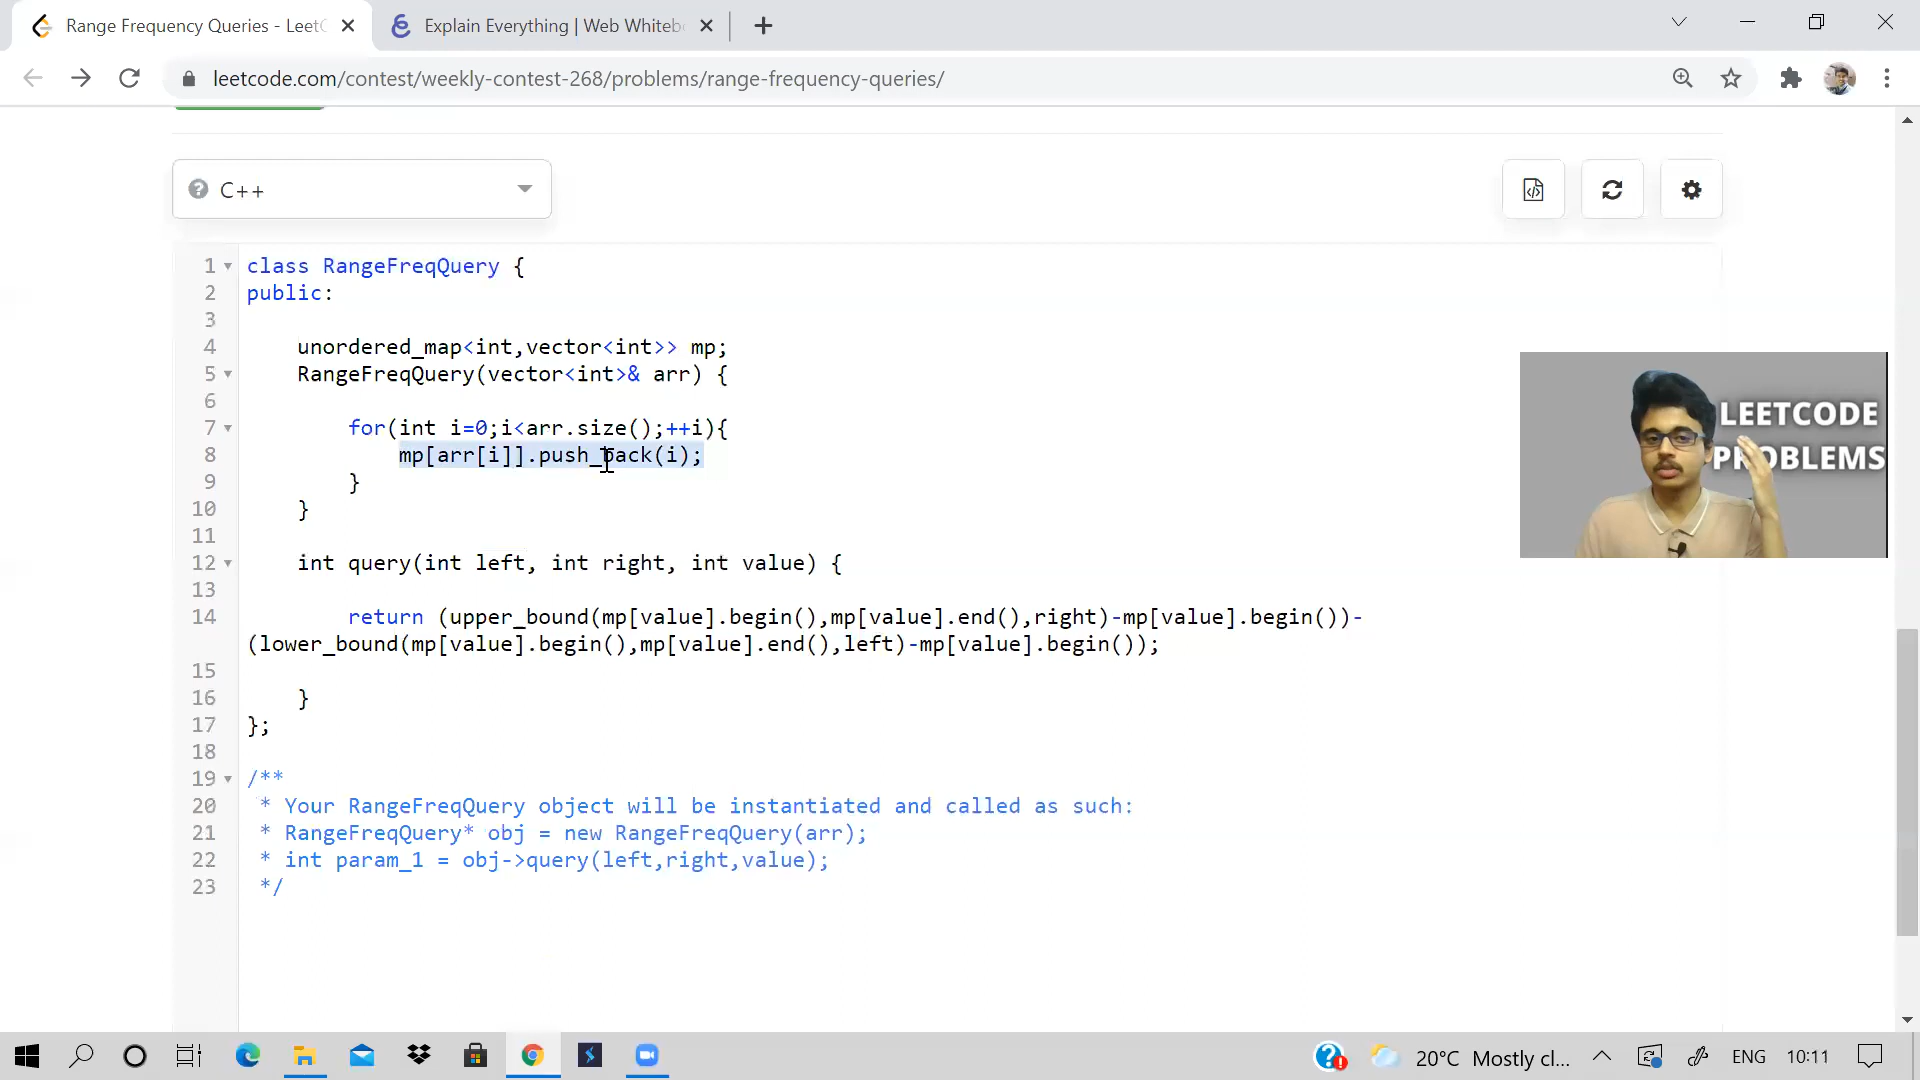 Range Frequency Queries - LeetC
Explain Everything | Web Whitebo
leetcode.com/contest/weekly-contest-268/problems/range-frequency-queries/
C++
1 class RangeFreqQuery {
2 public:
3
4 unordered_map<int,vector<int>> mp;
5 RangeFreqQuery(vector<int>& arr) {
6
7 for(int i=0;i<arr.size();++i){
8 mp[arr[i]].push_back(i);
9 }
10 }
11
12 int query(int left, int right, int value) {
13
14 return (upper_bound(mp[value].begin(),mp[value].end(),right)-mp[value].begin())-
(lower_bound(mp[value].begin(),mp[value].end(),left)-mp[value].begin());
15
16 }
17 };
18
19 /**
20 * Your RangeFreqQuery object will be instantiated and called as such:
21 * RangeFreqQuery* obj = new RangeFreqQuery(arr);
22 * int param_1 = obj->query(left,right,value);
23 */
LEETCODE
PROBLEMS
20°C Mostly cl... ENG 10:11